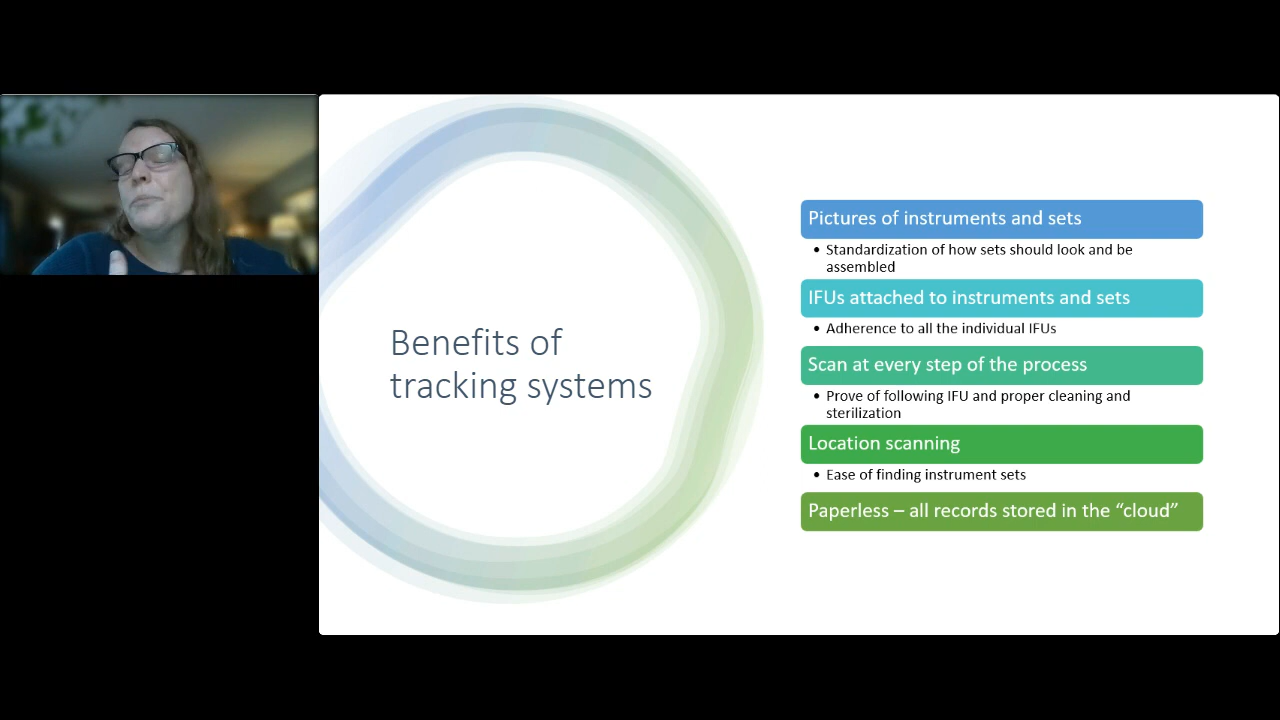 Benefits of
tracking systems
Pictures of instruments and sets
• Standardization of how sets should look and be
assembled
IFUs attached to instruments and sets
• Adherence to all the individual IFUs
Scan at every step of the process
• Prove of following IFU and proper cleaning and
sterilization
Location scanning
• Ease of finding instrument sets
Paperless – all records stored in the “cloud”